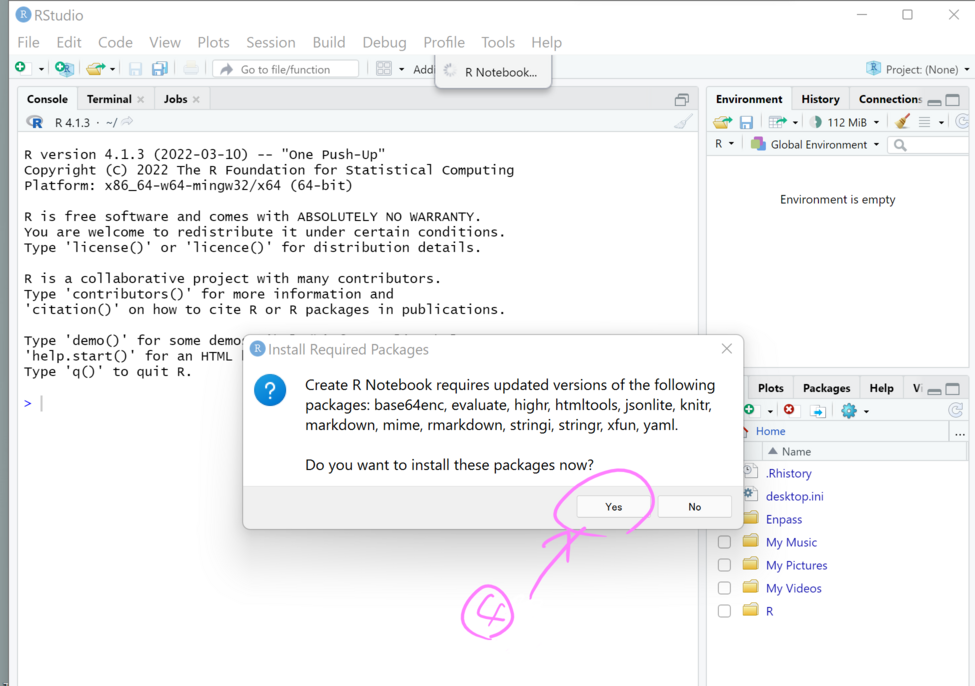 RStudio
File Edit Code View Plots Session Build Debug Profile Tools Help
Go to file/function
Addi
R Notebook...
Project: (None)
Console Terminal Jobs
R 4.1.3 · ~/
R version 4.1.3 (2022-03-10) -- "One Push-Up"
Copyright (C) 2022 The R Foundation for Statistical Computing
Platform: x86_64-w64-mingw32/x64 (64-bit)
R is free software and comes with ABSOLUTELY NO WARRANTY.
You are welcome to redistribute it under certain conditions.
Type 'license()' or 'licence()' for distribution details.
R is a collaborative project with many contributors.
Type 'contributors()' for more information and
'citation()' on how to cite R or R packages in publications.
Type 'demo()' for some demo
'help.start()' for an HTML
Type 'q()' to quit R.
>
Environment History Connections
112 MiB
R Global Environment
Environment is empty
Install Required Packages
Create R Notebook requires updated versions of the following
packages: base64enc, evaluate, highr, htmltools, jsonlite, knitr,
markdown, mime, rmarkdown, stringi, stringr, xfun, yaml.
Do you want to install these packages now?
Yes No
4
Plots Packages Help Vi
Home
...
Name
.Rhistory
desktop.ini
Enpass
My Music
My Pictures
My Videos
R